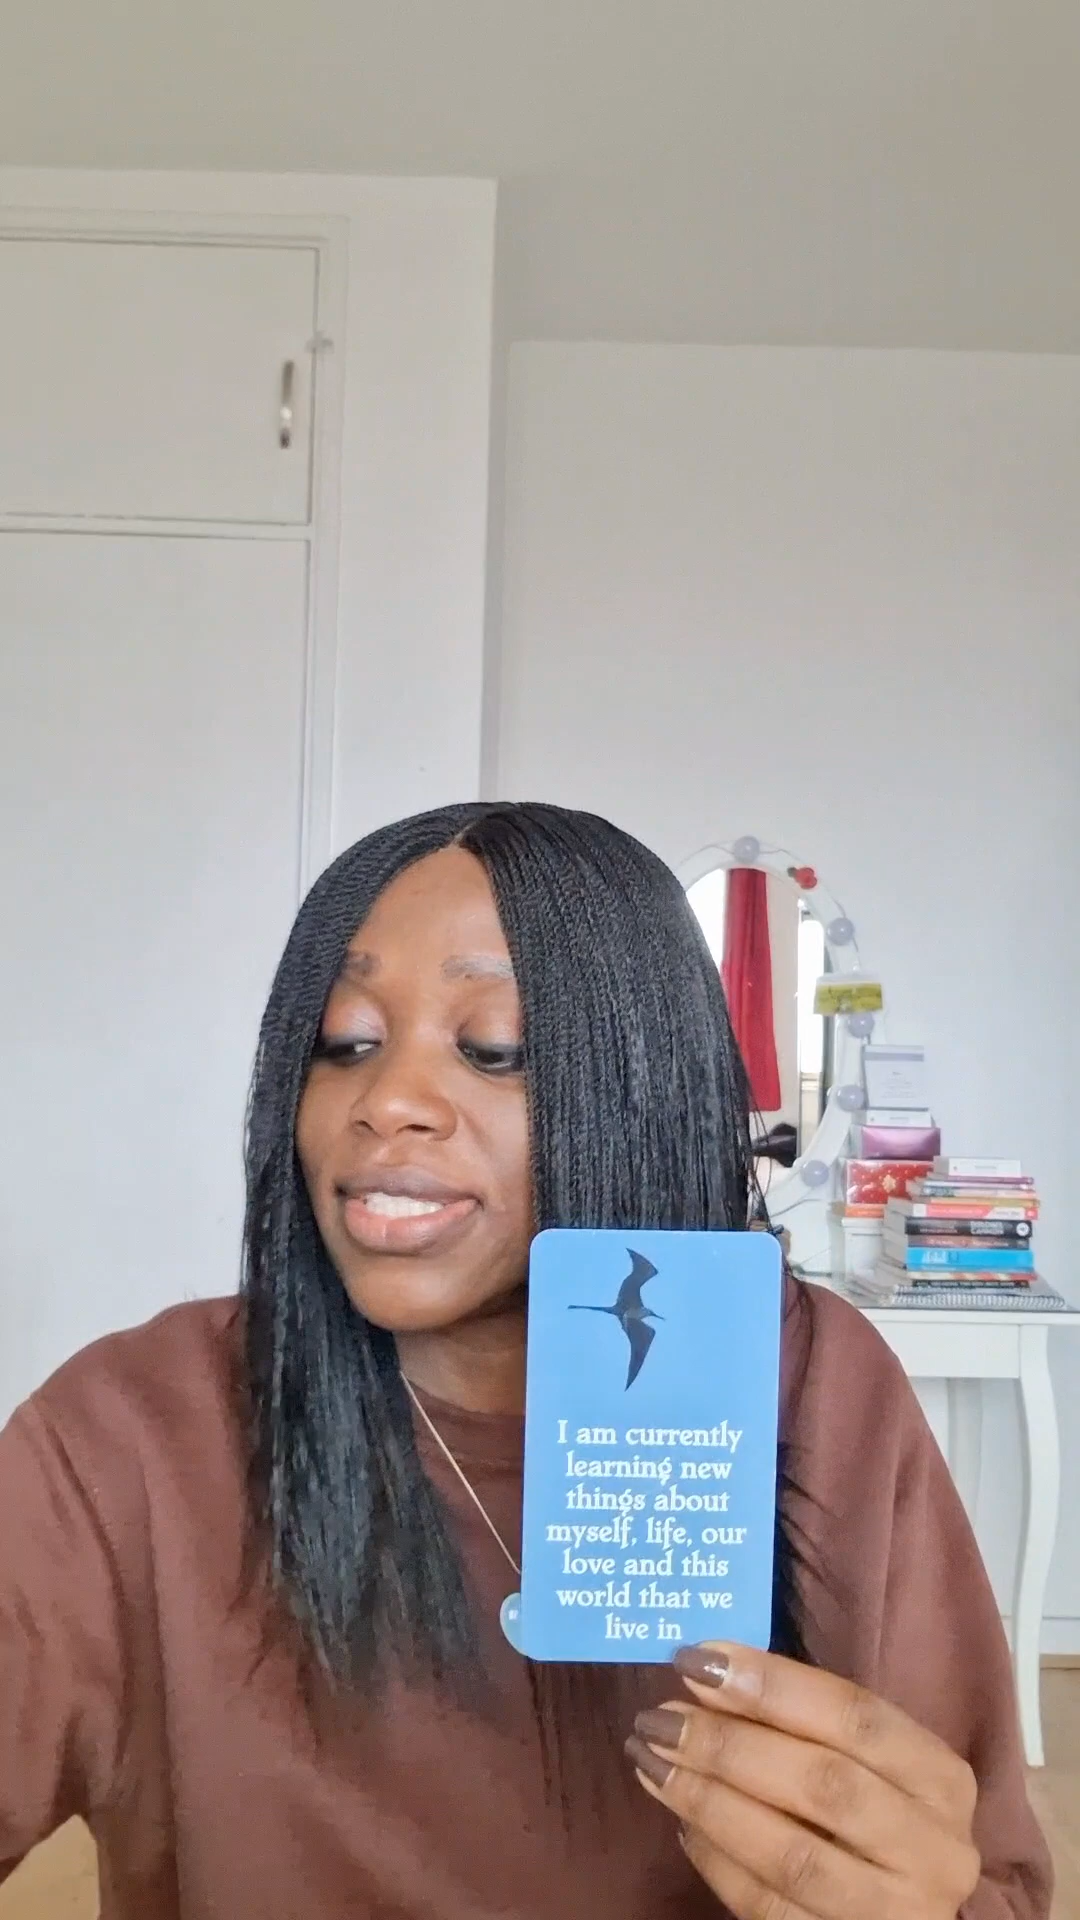 I am currently
learning new
things about
myself, life, our
love and this
world that we
live in